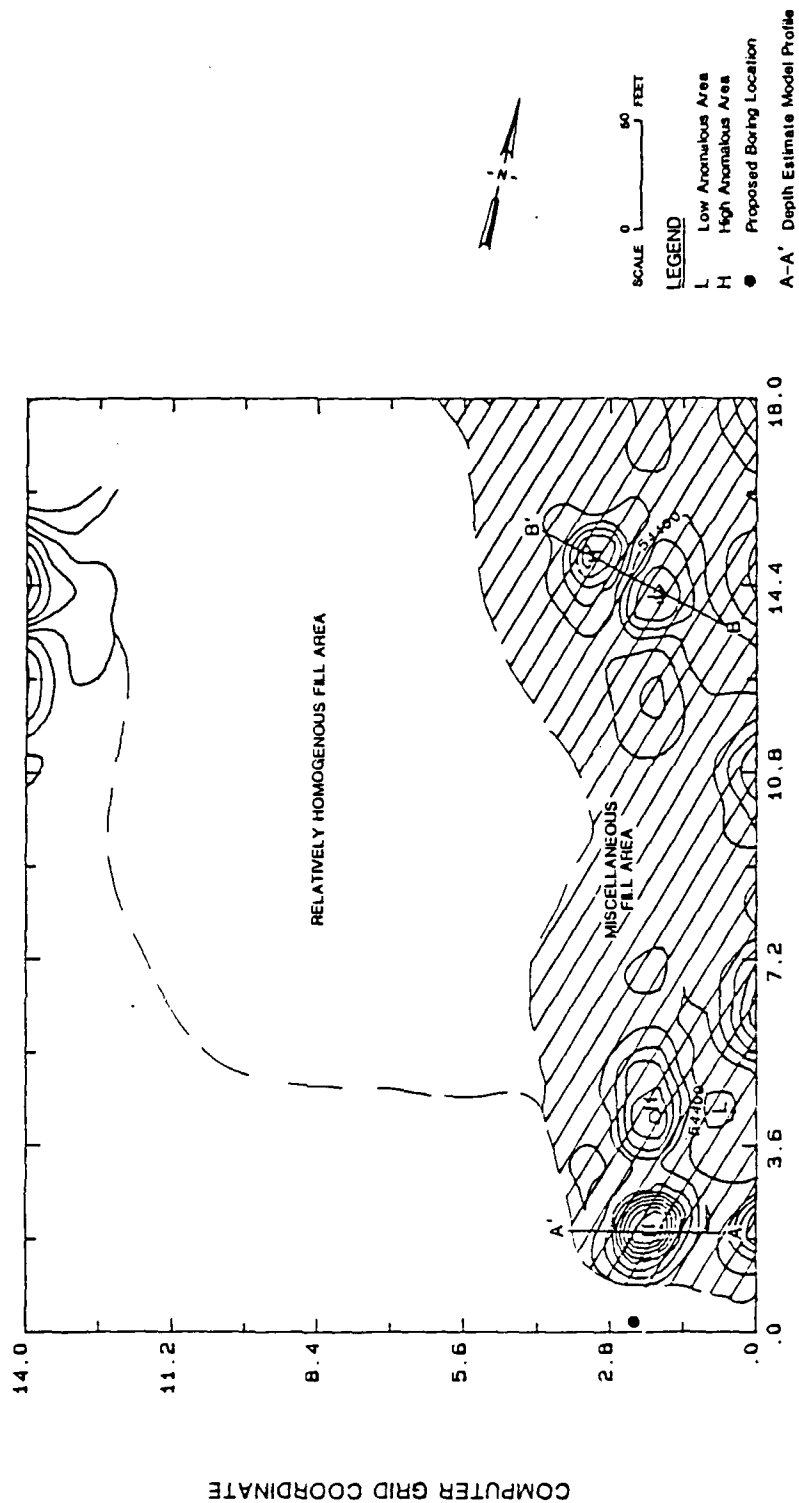 14.0
11.2
8.4
5.6
2.8
.0
COMPUTER GRID COORDINATE
.0
3.6
7.2
10.8
14.4
18.0
RELATIVELY HOMOGENOUS FILL AREA
MISCELLANEOUS
FILL AREA
A'
A
B'
B
54400
54400
L
H
N
SCALE 0 50 FEET
LEGEND
L Low Anomalous Area
H High Anomalous Area
● Proposed Boring Location
A-A' Depth Estimate Model Profile